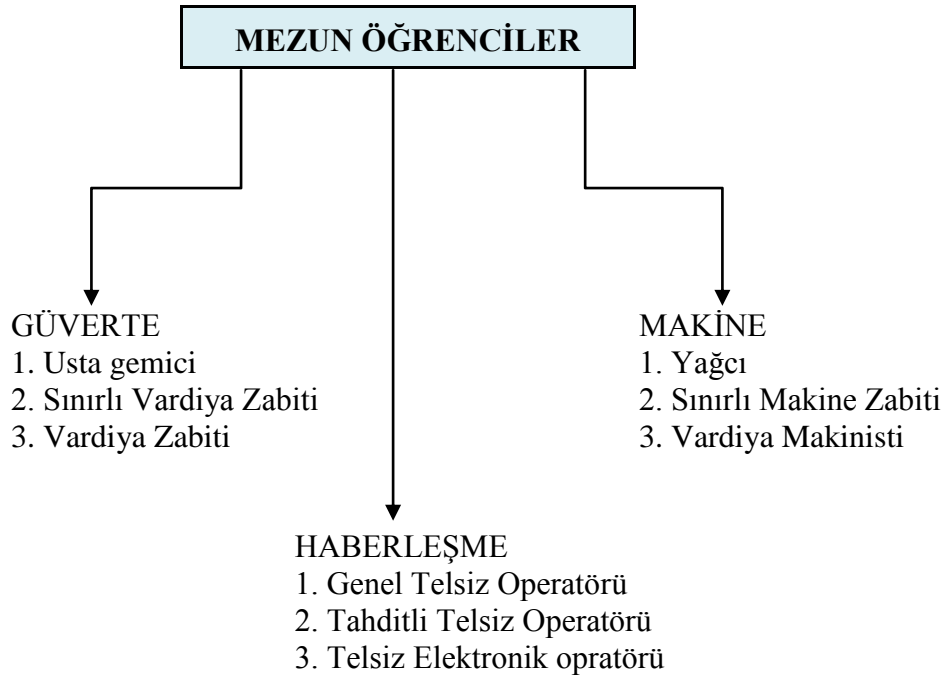 MEZUN ÖĞRENCİLER
GÜVERTE
1. Usta gemici
2. Sınırlı Vardiya Zabiti
3. Vardiya Zabiti
MAKİNE
1. Yağcı
2. Sınırlı Makine Zabiti
3. Vardiya Makinisti
HABERLEŞME
1. Genel Telsiz Operatörü
2. Tahditli Telsiz Operatörü
3. Telsiz Elektronik opratörü